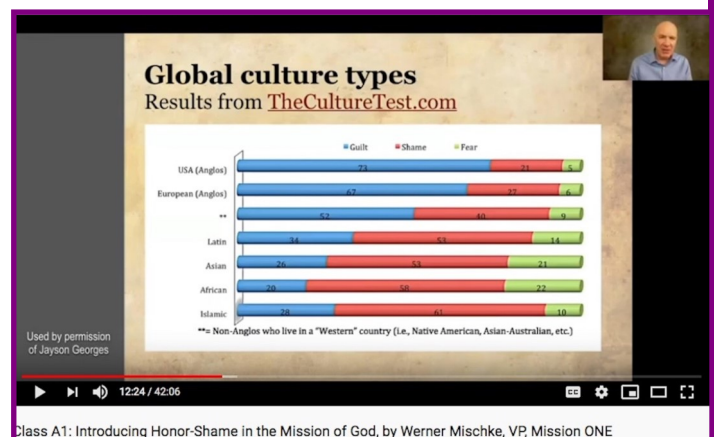 Global culture types
Results from TheCultureTest.com
Guilt Shame Fear
USA (Anglos) 73 21 5
European (Anglos) 67 27 6
** 52 40 9
Latin 34 53 14
Asian 26 53 21
African 20 58 22
Islamic 28 61 10
**= Non-Anglos who live in a "Western" country (i.e., Native American, Asian-Australian, etc.)
Used by permission
of Jayson Georges
12:24 / 42:06
CC
Class A1: Introducing Honor-Shame in the Mission of God, by Werner Mischke, VP, Mission ONE